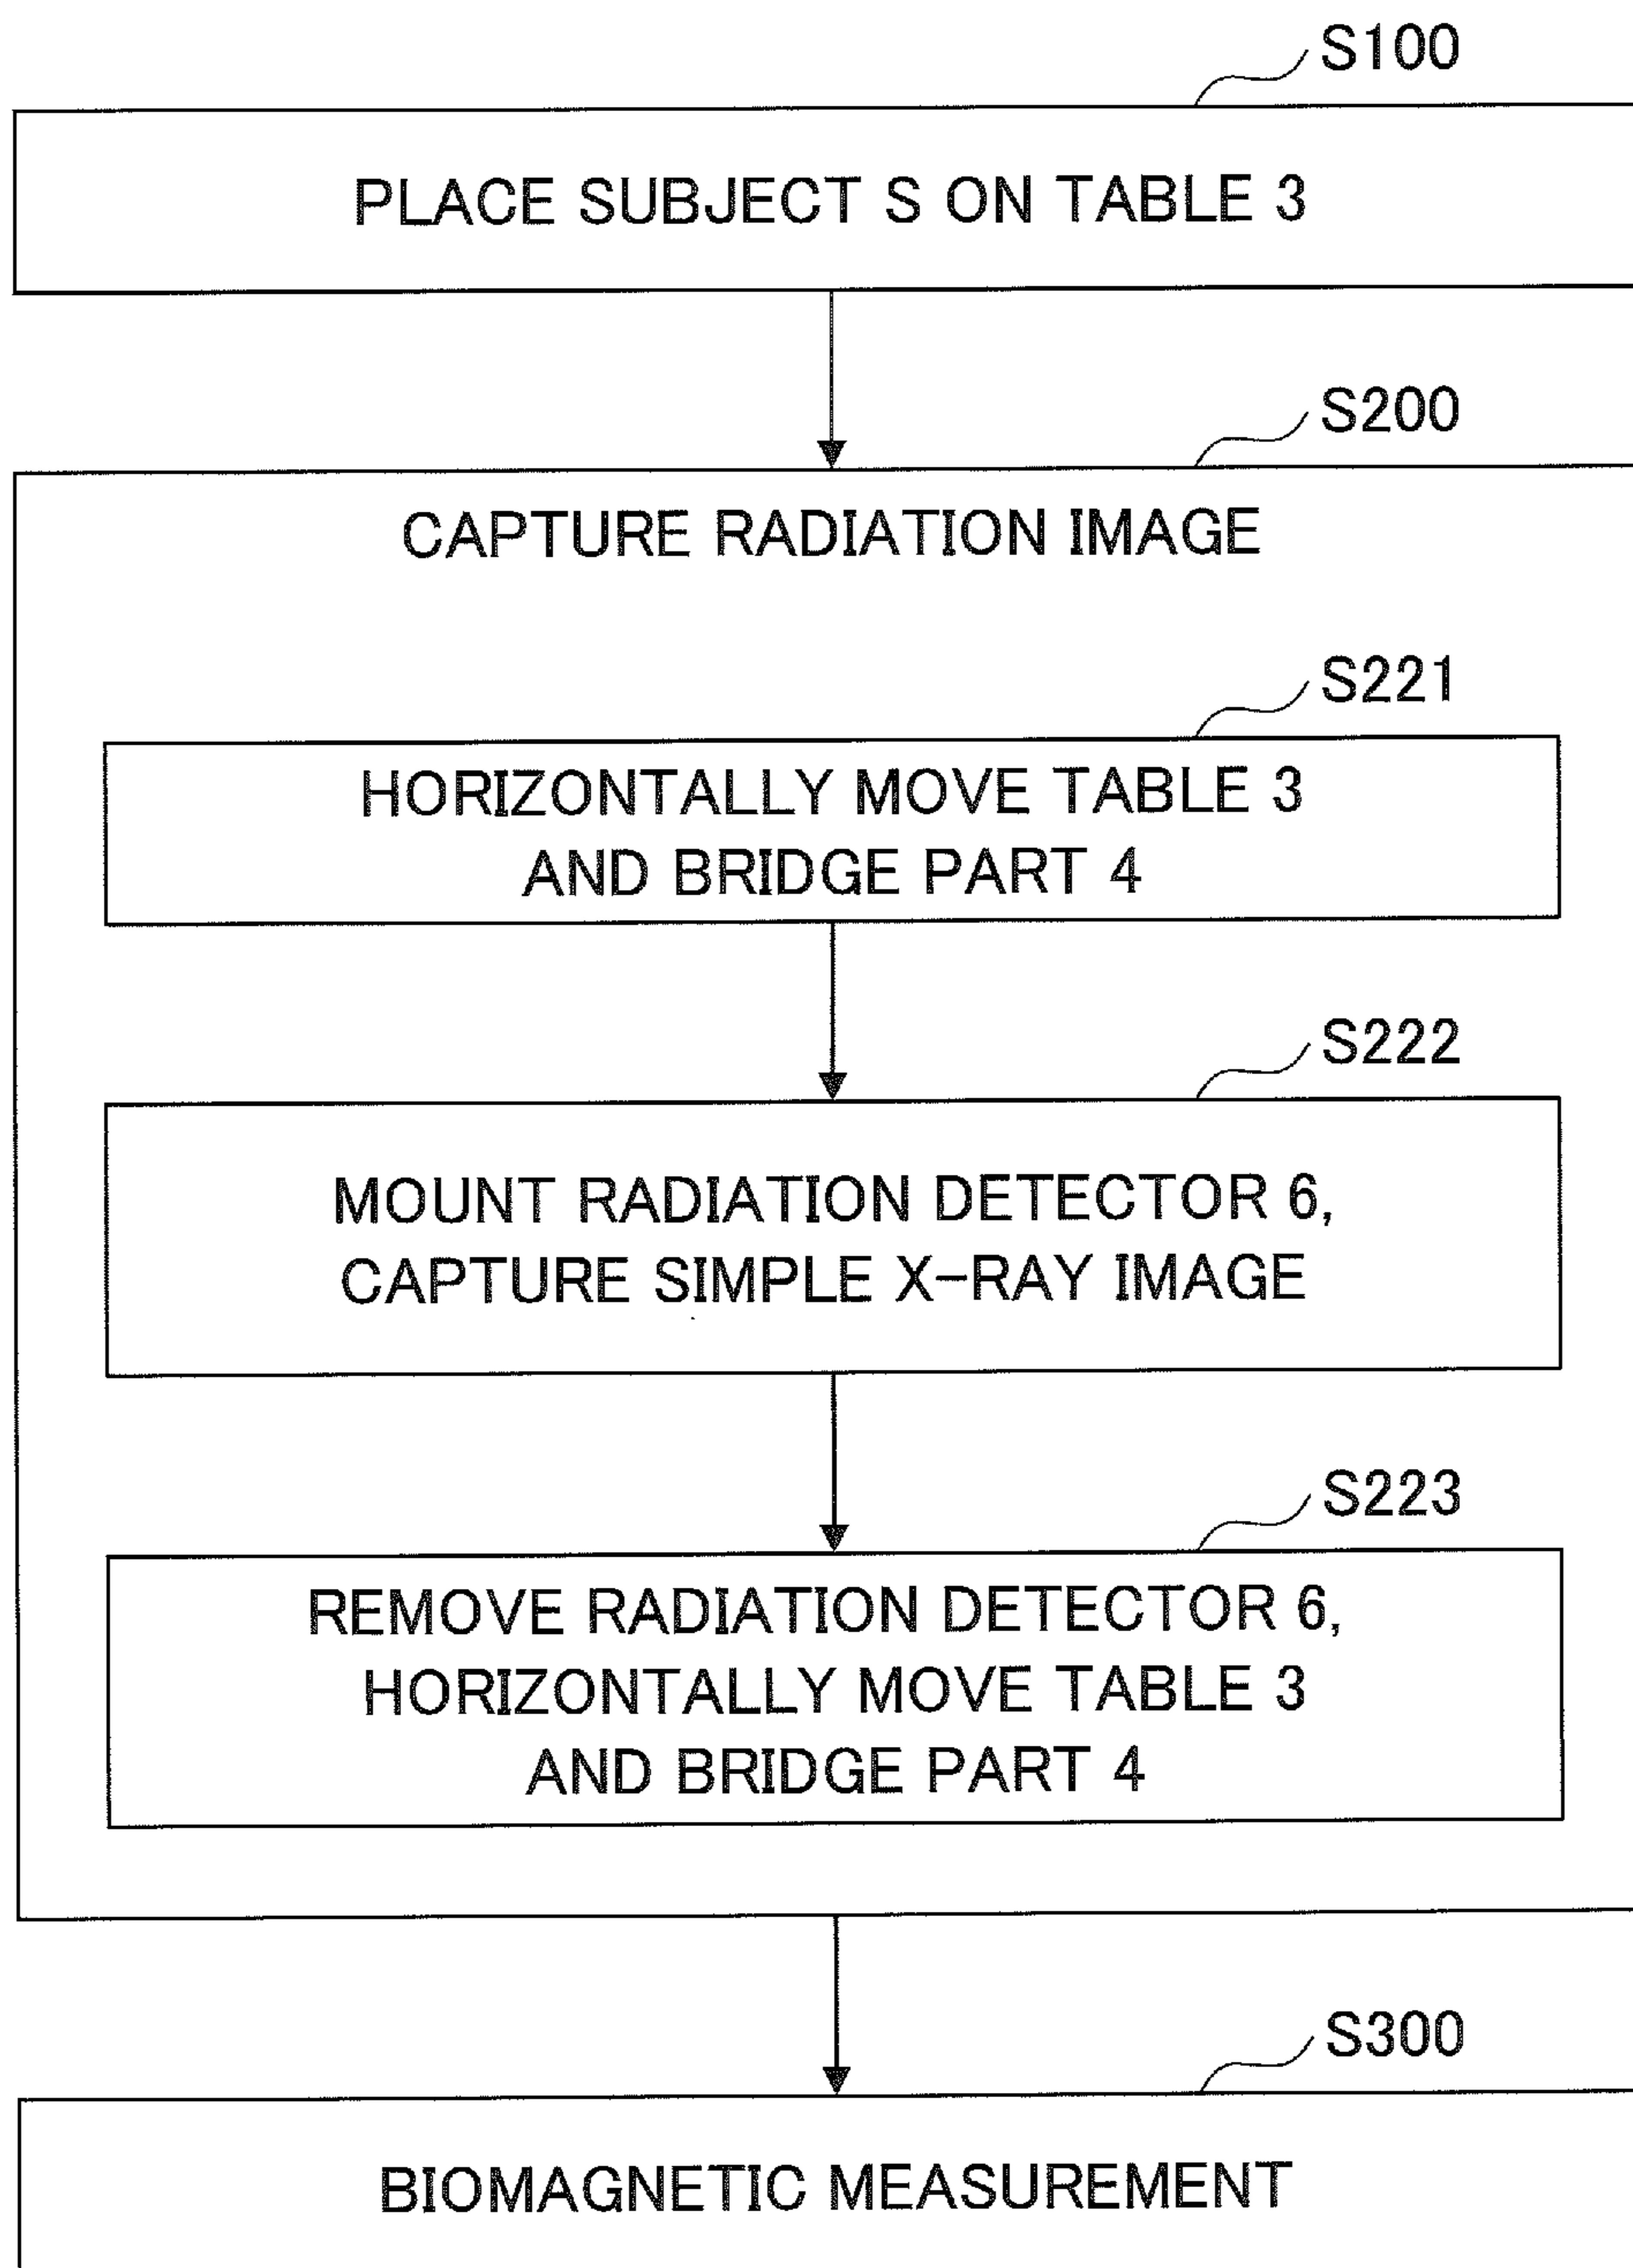 S100
PLACE SUBJECT S ON TABLE 3
S200
CAPTURE RADIATION IMAGE
S221
HORIZONTALLY MOVE TABLE 3
AND BRIDGE PART 4
S222
MOUNT RADIATION DETECTOR 6,
CAPTURE SIMPLE X-RAY IMAGE
S223
REMOVE RADIATION DETECTOR 6,
HORIZONTALLY MOVE TABLE 3
AND BRIDGE PART 4
S300
BIOMAGNETIC MEASUREMENT